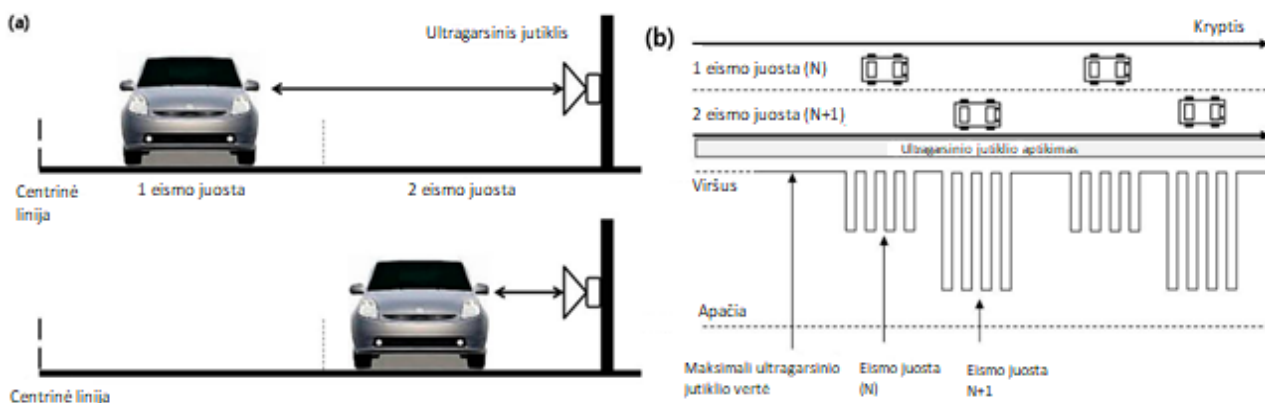 (a)
Ultragarsinis jutiklis
Centrinė
linija
1 eismo juosta
2 eismo juosta
Centrinė linija
(b)
Kryptis
1 eismo juosta (N)
2 eismo juosta (N+1)
Ultragarsinio jutiklio aptikimas
Viršus
Apačia
Maksimali ultragarsinio
jutiklio vertė
Eismo juosta
(N)
Eismo juosta
N+1